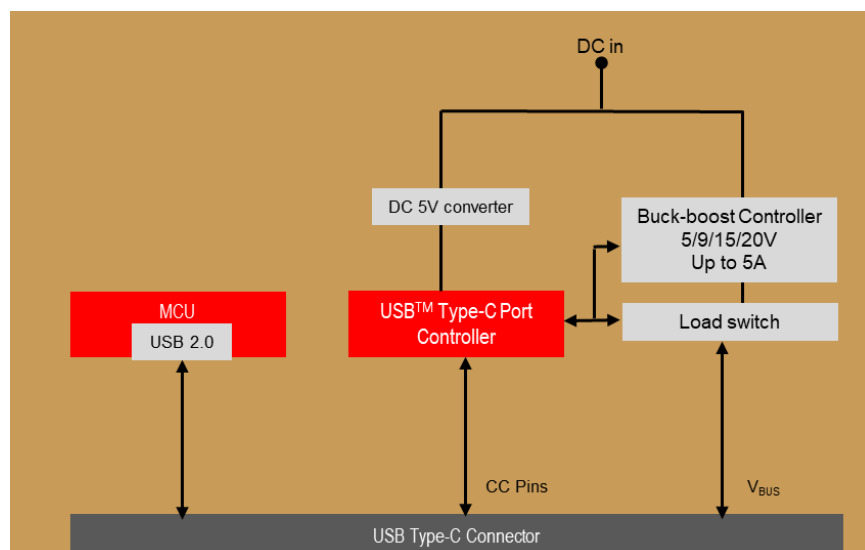 DC in
DC 5V converter
Buck-boost Controller
5/9/15/20V
Up to 5A
MCU
USB 2.0
USB™ Type-C Port
Controller
Load switch
CC Pins
VBUS
USB Type-C Connector